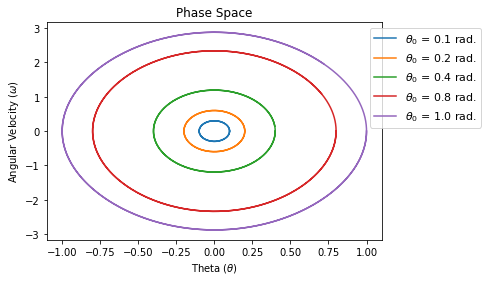 Phase Space
3
2
1
0
−1
−2
−3
Angular Velocity (ω)
−1.00 −0.75 −0.50 −0.25 0.00 0.25 0.50 0.75 1.00
Theta (θ)
θ₀ = 0.1 rad.
θ₀ = 0.2 rad.
θ₀ = 0.4 rad.
θ₀ = 0.8 rad.
θ₀ = 1.0 rad.